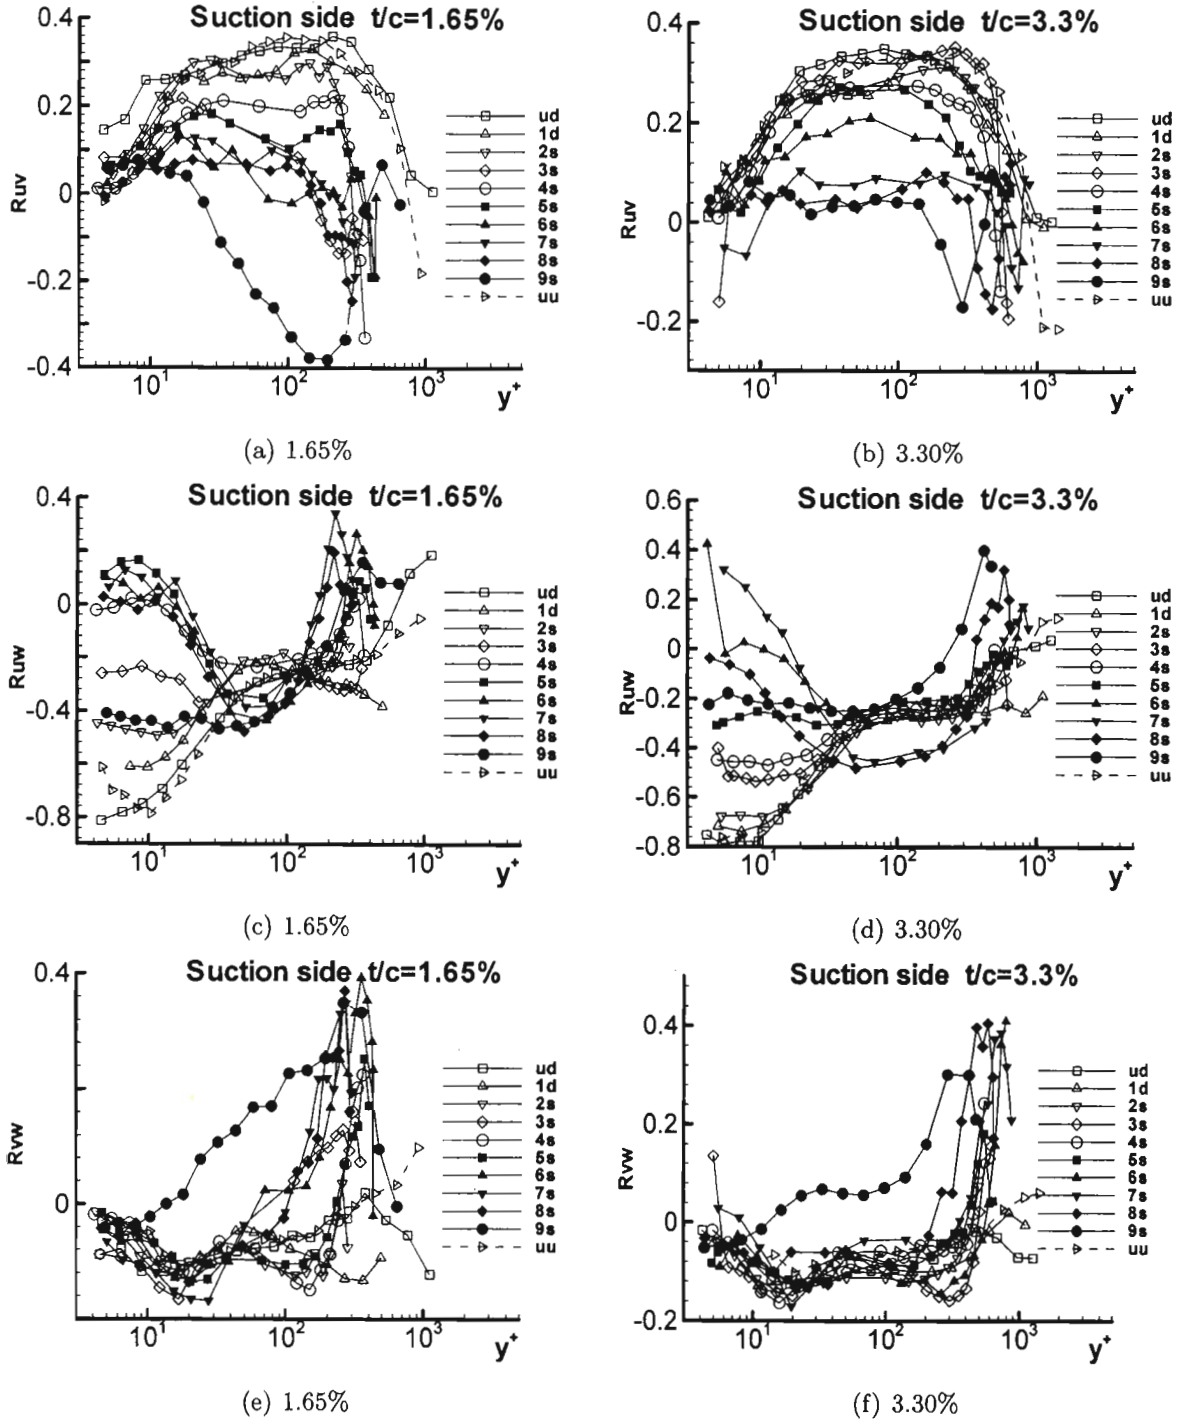 Suction side t/c=1.65%
0.4
0.2
0
-0.2
-0.4
Ruv
10¹
10²
10³
y⁺
ud
1d
2s
3s
4s
5s
6s
7s
8s
9s
uu
(a) 1.65%
Suction side t/c=3.3%
0.4
0.2
0
-0.2
Ruv
10¹
10²
10³
y⁺
ud
1d
2s
3s
4s
5s
6s
7s
8s
9s
uu
(b) 3.30%
Suction side t/c=1.65%
0.4
0
-0.4
-0.8
Ruw
10¹
10²
10³
y⁺
ud
1d
2s
3s
4s
5s
6s
7s
8s
9s
uu
(c) 1.65%
Suction side t/c=3.3%
0.6
0.4
0.2
0
-0.2
-0.4
-0.6
-0.8
Ruw
10¹
10²
10³
y⁺
ud
1d
2s
3s
4s
5s
6s
7s
8s
9s
uu
(d) 3.30%
Suction side t/c=1.65%
0.4
0
Rvw
10¹
10²
10³
y⁺
ud
1d
2s
3s
4s
5s
6s
7s
8s
9s
uu
(e) 1.65%
Suction side t/c=3.3%
0.4
0.2
0
-0.2
Rvw
10¹
10²
10³
y⁺
ud
1d
2s
3s
4s
5s
6s
7s
8s
9s
uu
(f) 3.30%